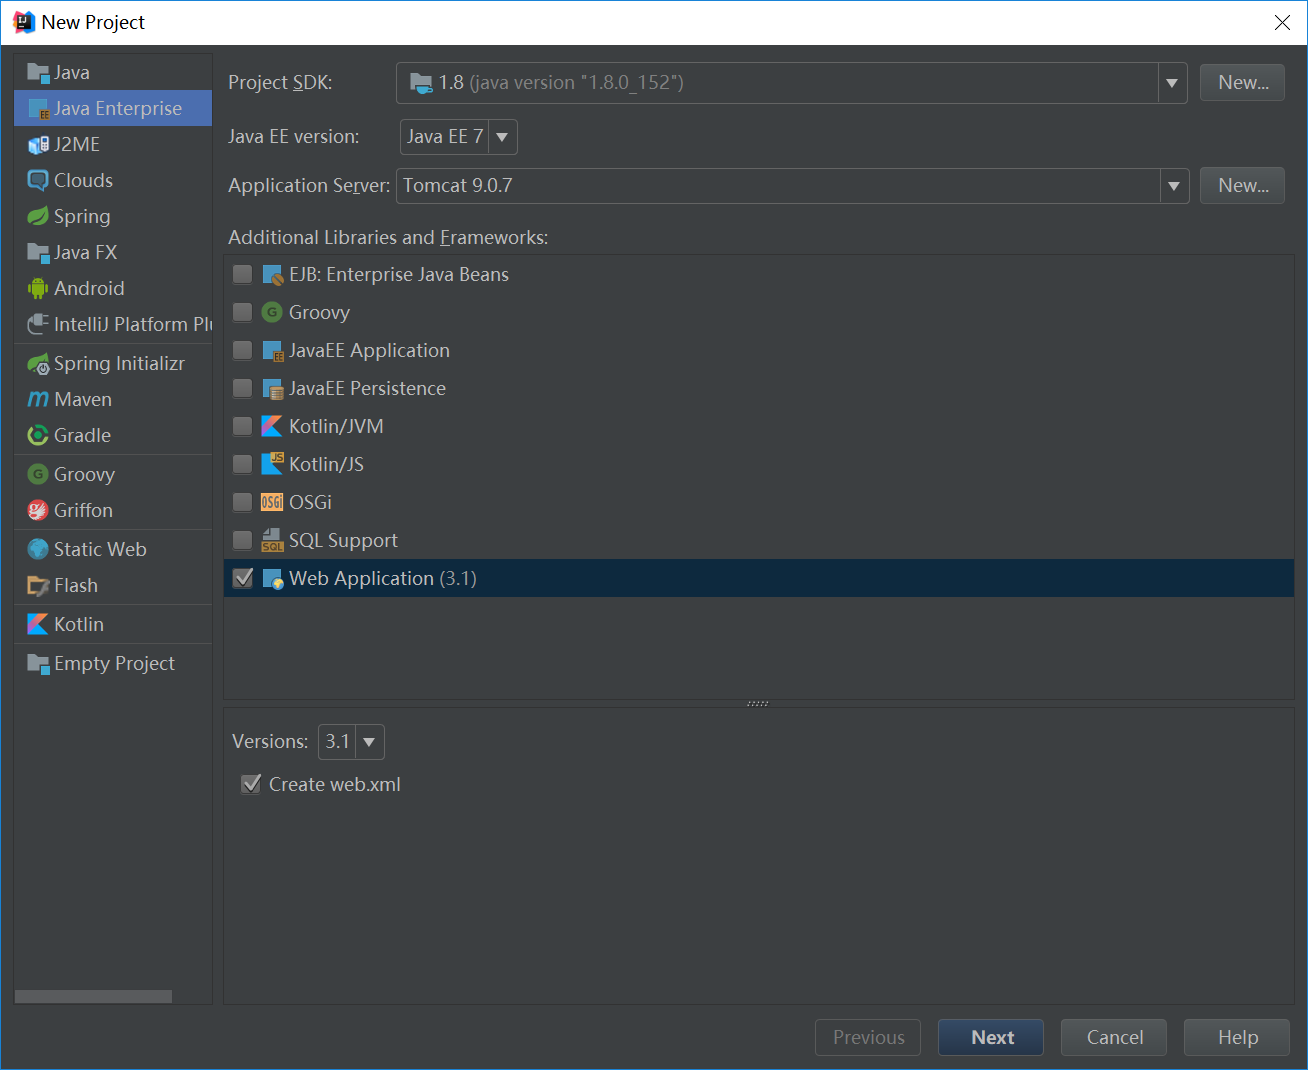 New Project
Java
Java Enterprise
J2ME
Clouds
Spring
Java FX
Android
IntelliJ Platform Plu
Spring Initializr
Maven
Gradle
Groovy
Griffon
Static Web
Flash
Kotlin
Empty Project
Project SDK: 1.8 (java version "1.8.0_152") New...
Java EE version: Java EE 7
Application Server: Tomcat 9.0.7 New...
Additional Libraries and Frameworks:
EJB: Enterprise Java Beans
G Groovy
JavaEE Application
JavaEE Persistence
Kotlin/JVM
JS Kotlin/JS
OSGi OSGi
SQL SQL Support
Web Application (3.1)
Versions: 3.1
Create web.xml
Previous Next Cancel Help